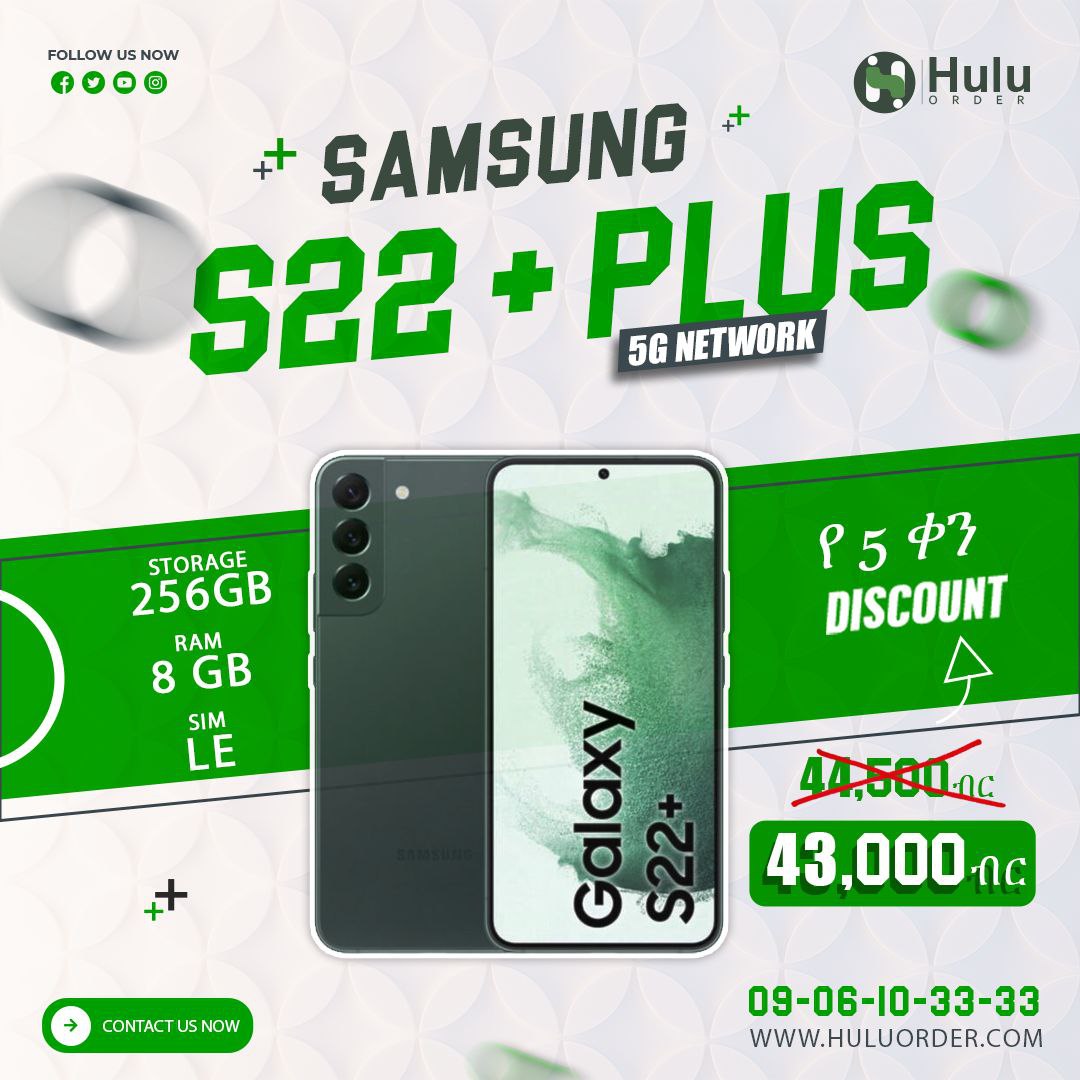 FOLLOW US NOW
Hulu
ORDER
SAMSUNG
S22 + PLUS
5G NETWORK
STORAGE
256GB
RAM
8 GB
SIM
LE
የ 5 ቀን
DISCOUNT
Galaxy
S22+
SAMSUNG
44,500 ብር
43,000 ብር
CONTACT US NOW
09-06-10-33-33
WWW.HULUORDER.COM